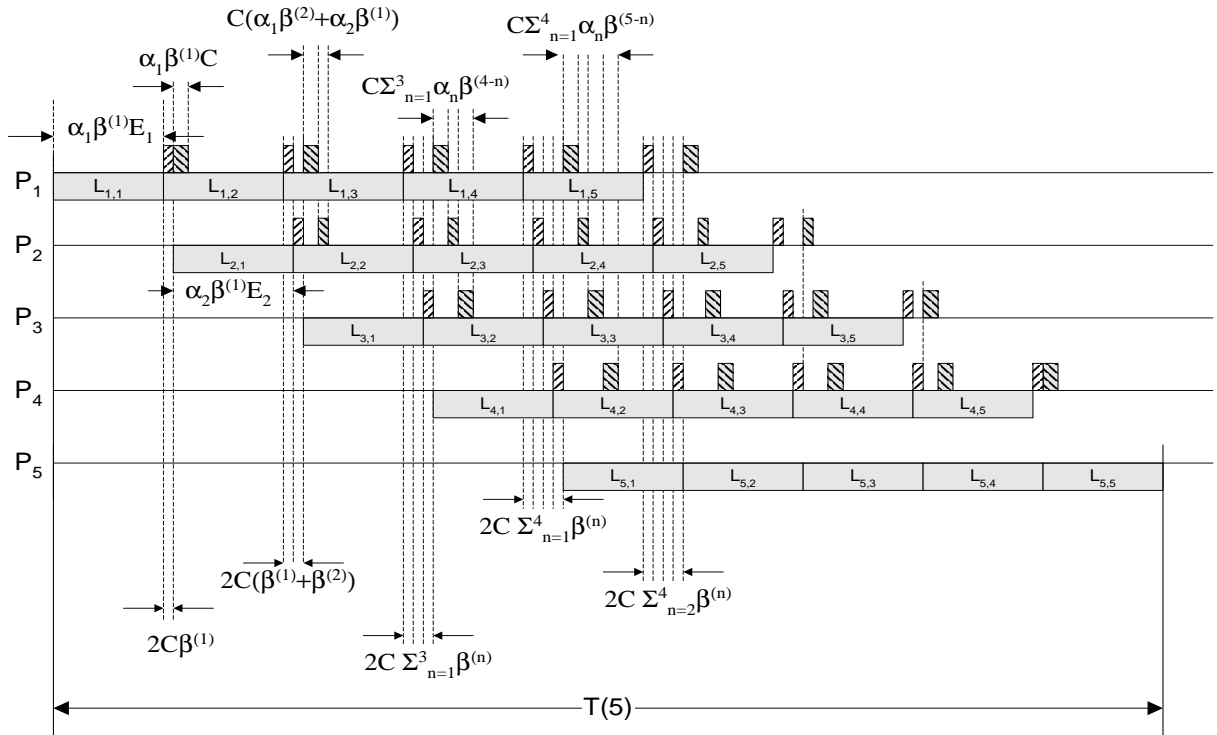 C(α₁β⁽²⁾+α₂β⁽¹⁾)
CΣ⁴ₙ₌₁αₙβ⁽⁵⁻ⁿ⁾
α₁β⁽¹⁾C
CΣ³ₙ₌₁αₙβ⁽⁴⁻ⁿ⁾
α₁β⁽¹⁾E₁
P₁
L₁,₁ L₁,₂ L₁,₃ L₁,₄ L₁,₅
P₂
L₂,₁ L₂,₂ L₂,₃ L₂,₄ L₂,₅
α₂β⁽¹⁾E₂
P₃
L₃,₁ L₃,₂ L₃,₃ L₃,₄ L₃,₅
P₄
L₄,₁ L₄,₂ L₄,₃ L₄,₄ L₄,₅
P₅
L₅,₁ L₅,₂ L₅,₃ L₅,₄ L₅,₅
2C Σ⁴ₙ₌₁β⁽ⁿ⁾
2C(β⁽¹⁾+β⁽²⁾)
2C Σ⁴ₙ₌₂β⁽ⁿ⁾
2Cβ⁽¹⁾
2C Σ³ₙ₌₁β⁽ⁿ⁾
T(5)